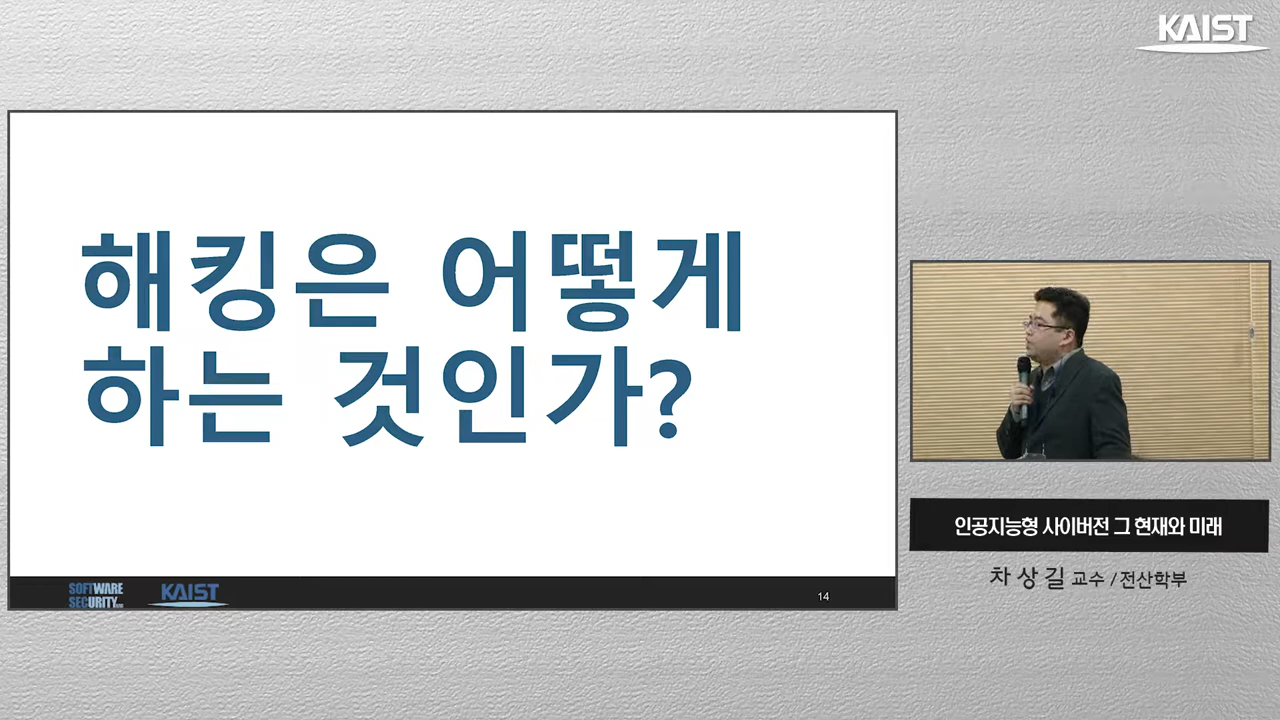 KAIST
해킹은 어떻게
하는 것인가?
인공지능형 사이버전 그 현재와 미래
차상길 교수 / 전산학부
SOFTWARE
SECURITY
KAIST
14